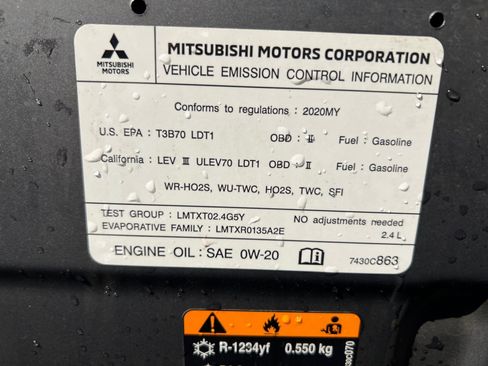 MITSUBISHI MOTORS
MITSUBISHI MOTORS CORPORATION
VEHICLE EMISSION CONTROL INFORMATION
Conforms to regulations : 2020MY
U.S. EPA : T3B70 LDT1 OBD : II Fuel : Gasoline
California : LEV III ULEV70 LDT1 OBD : II Fuel : Gasoline
WR-HO2S, WU-TWC, HO2S, TWC, SFI
TEST GROUP : LMTXT02.4G5Y NO adjustments needed
EVAPORATIVE FAMILY : LMTXR0135A2E 2.4 L
ENGINE OIL : SAE 0W-20 7430C863
R-1234yf 0.550 kg